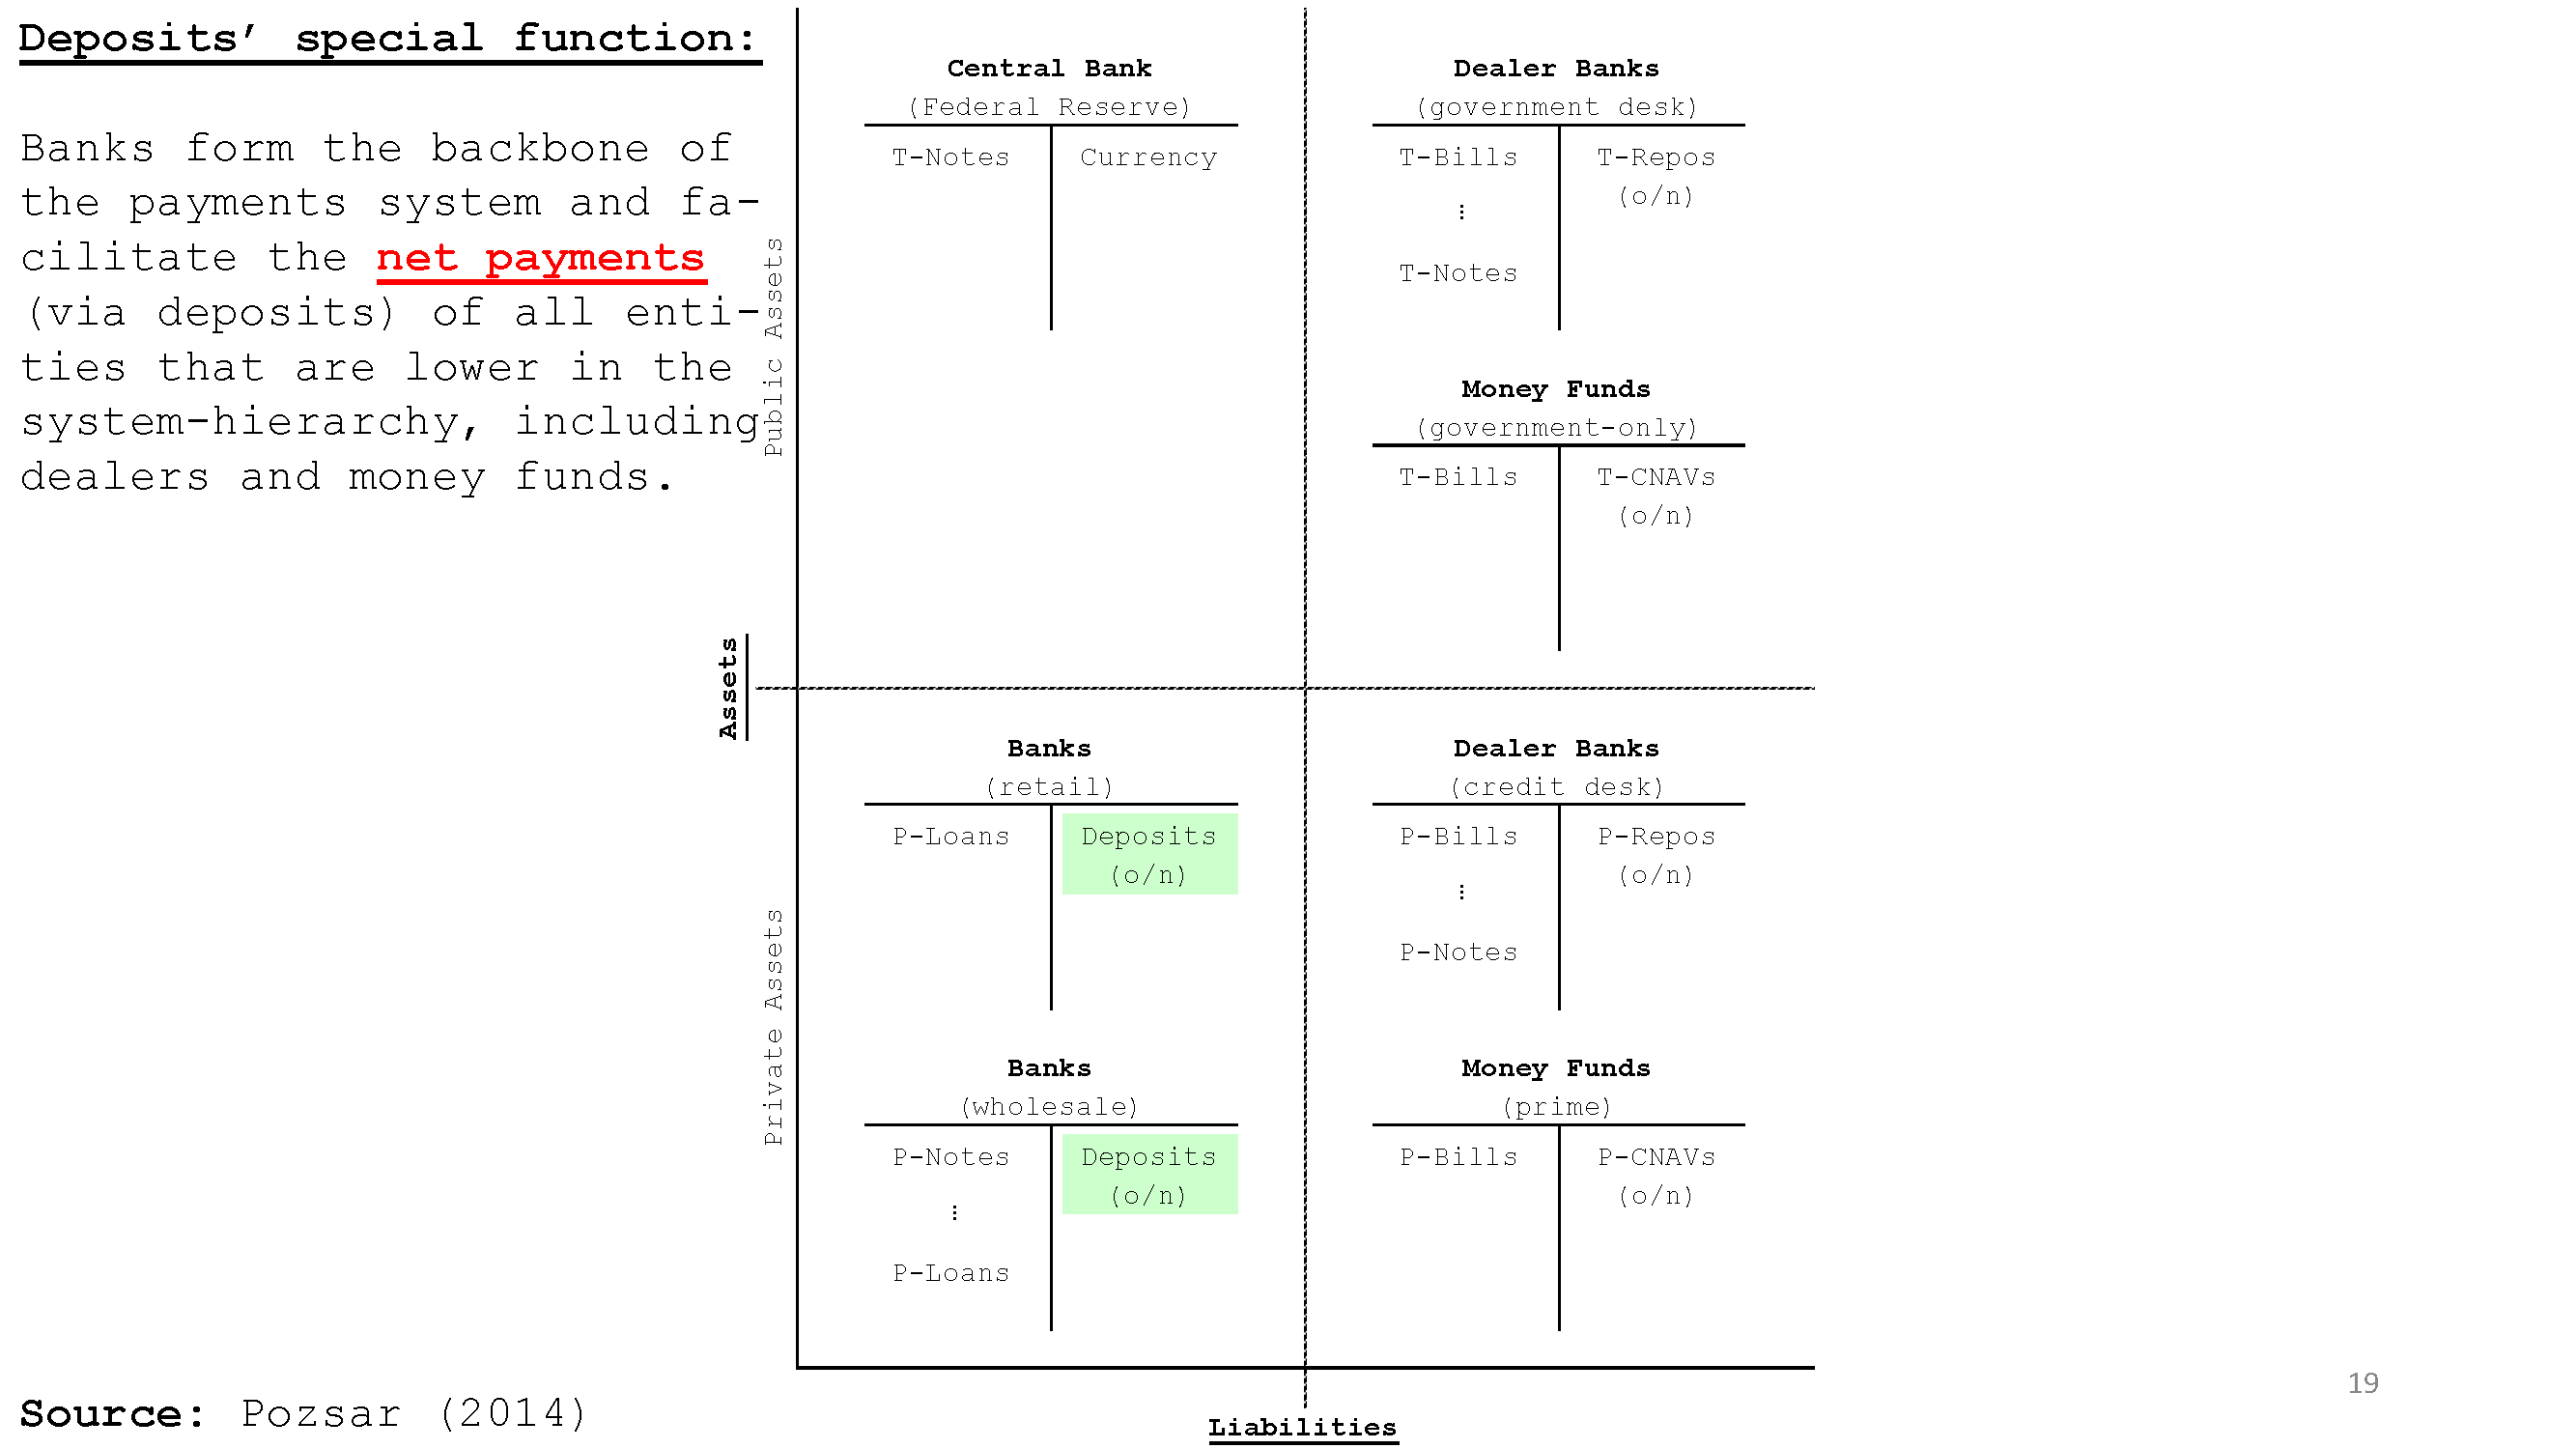 Deposits’ special function:
Banks form the backbone of
the payments system and fa-
cilitate the net payments
(via deposits) of all enti-
ties that are lower in the
system-hierarchy, including
dealers and money funds.
Source: Pozsar (2014)
Assets
Public Assets
Private Assets
Central Bank
(Federal Reserve)
T-Notes Currency
Dealer Banks
(government desk)
T-Bills T-Repos
(o/n)
⋮
T-Notes
Money Funds
(government-only)
T-Bills T-CNAVs
(o/n)
Banks
(retail)
P-Loans Deposits
(o/n)
Dealer Banks
(credit desk)
P-Bills P-Repos
(o/n)
⋮
P-Notes
Banks
(wholesale)
P-Notes Deposits
(o/n)
⋮
P-Loans
Money Funds
(prime)
P-Bills P-CNAVs
(o/n)
Liabilities
19